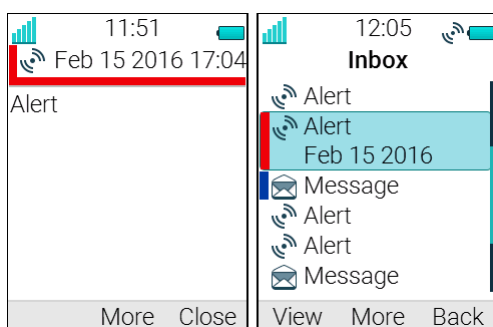 11:51
Feb 15 2016 17:04
Alert
More Close
12:05
Inbox
Alert
Alert
Feb 15 2016
Message
Alert
Alert
Message
View More Back